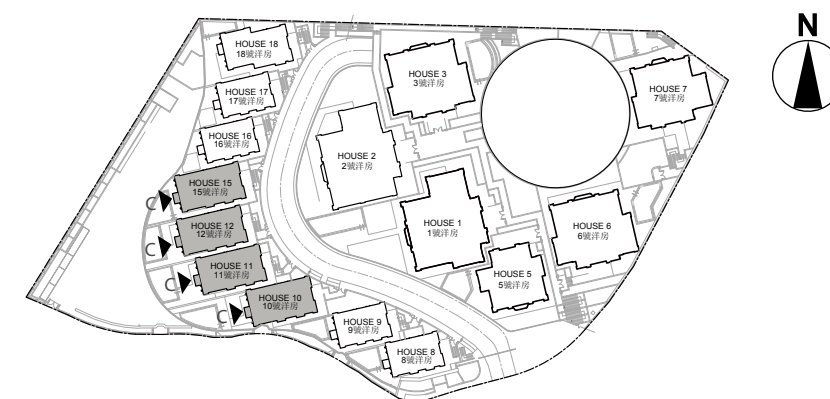 N
HOUSE 18
18號洋房
HOUSE 17
17號洋房
HOUSE 16
16號洋房
HOUSE 15
15號洋房
C
HOUSE 12
12號洋房
C
HOUSE 11
11號洋房
C
HOUSE 10
10號洋房
C
HOUSE 9
9號洋房
HOUSE 8
8號洋房
HOUSE 3
3號洋房
HOUSE 2
2號洋房
HOUSE 1
1號洋房
HOUSE 7
7號洋房
HOUSE 6
6號洋房
HOUSE 5
5號洋房